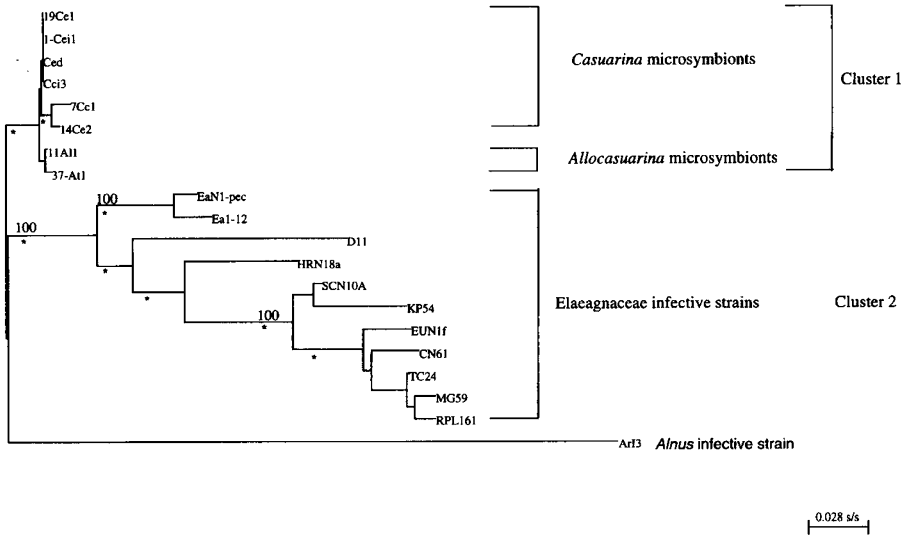 19Ce1
1-Cei1
Ced
Casuarina microsymbionts
Cci3
Cluster 1
7Cc1
*
*
14Ce2
11Al1
Allocasuarina microsymbionts
37-At1
EaN1-pec
100
*
Ea1-12
100
*
D11
HRN18a
*
SCN10A
*
Elaeagnaceae infective strains
Cluster 2
KP54
100
*
EUN1f
CN61
*
TC24
MG59
RPL161
Arf3 Alnus infective strain
0.028 s/s